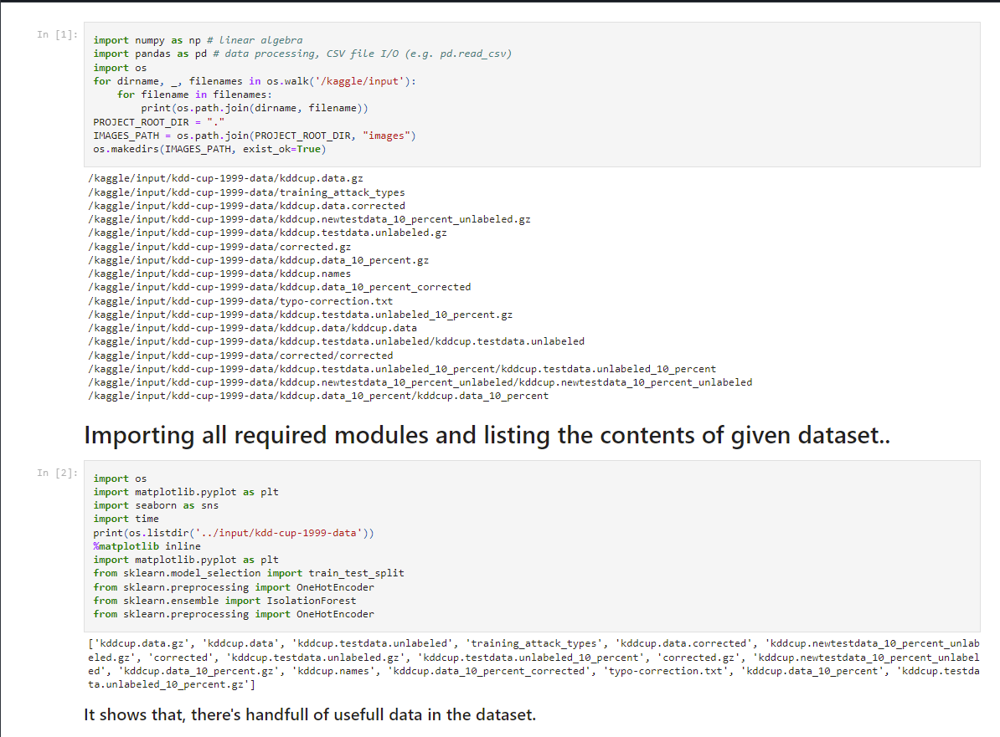 In [1]:
import numpy as np # linear algebra
import pandas as pd # data processing, CSV file I/O (e.g. pd.read_csv)
import os
for dirname, _, filenames in os.walk('/kaggle/input'):
    for filename in filenames:
        print(os.path.join(dirname, filename))
PROJECT_ROOT_DIR = "."
IMAGES_PATH = os.path.join(PROJECT_ROOT_DIR, "images")
os.makedirs(IMAGES_PATH, exist_ok=True)
/kaggle/input/kdd-cup-1999-data/kddcup.data.gz
/kaggle/input/kdd-cup-1999-data/training_attack_types
/kaggle/input/kdd-cup-1999-data/kddcup.data.corrected
/kaggle/input/kdd-cup-1999-data/kddcup.newtestdata_10_percent_unlabeled.gz
/kaggle/input/kdd-cup-1999-data/kddcup.testdata.unlabeled.gz
/kaggle/input/kdd-cup-1999-data/corrected.gz
/kaggle/input/kdd-cup-1999-data/kddcup.data_10_percent.gz
/kaggle/input/kdd-cup-1999-data/kddcup.names
/kaggle/input/kdd-cup-1999-data/kddcup.data_10_percent_corrected
/kaggle/input/kdd-cup-1999-data/typo-correction.txt
/kaggle/input/kdd-cup-1999-data/kddcup.testdata.unlabeled_10_percent.gz
/kaggle/input/kdd-cup-1999-data/kddcup.data/kddcup.data
/kaggle/input/kdd-cup-1999-data/kddcup.testdata.unlabeled/kddcup.testdata.unlabeled
/kaggle/input/kdd-cup-1999-data/corrected/corrected
/kaggle/input/kdd-cup-1999-data/kddcup.testdata.unlabeled_10_percent/kddcup.testdata.unlabeled_10_percent
/kaggle/input/kdd-cup-1999-data/kddcup.newtestdata_10_percent_unlabeled/kddcup.newtestdata_10_percent_unlabeled
/kaggle/input/kdd-cup-1999-data/kddcup.data_10_percent/kddcup.data_10_percent
Importing all required modules and listing the contents of given dataset..
In [2]:
import os
import matplotlib.pyplot as plt
import seaborn as sns
import time
print(os.listdir('../input/kdd-cup-1999-data'))
%matplotlib inline
import matplotlib.pyplot as plt
from sklearn.model_selection import train_test_split
from sklearn.preprocessing import OneHotEncoder
from sklearn.ensemble import IsolationForest
from sklearn.preprocessing import OneHotEncoder
['kddcup.data.gz', 'kddcup.data', 'kddcup.testdata.unlabeled', 'training_attack_types', 'kddcup.data.corrected', 'kddcup.newtestdata_10_percent_unlab
eled.gz', 'corrected', 'kddcup.testdata.unlabeled.gz', 'kddcup.testdata.unlabeled_10_percent', 'corrected.gz', 'kddcup.newtestdata_10_percent_unlabel
ed', 'kddcup.data_10_percent.gz', 'kddcup.names', 'kddcup.data_10_percent_corrected', 'typo-correction.txt', 'kddcup.data_10_percent', 'kddcup.testda
ta.unlabeled_10_percent.gz']
It shows that, there's handfull of usefull data in the dataset.